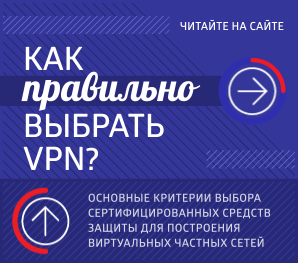 ЧИТАЙТЕ НА САЙТЕ
КАК
правильно
ВЫБРАТЬ
VPN?
ОСНОВНЫЕ КРИТЕРИИ ВЫБОРА
СЕРТИФИЦИРОВАННЫХ СРЕДСТВ
ЗАЩИТЫ ДЛЯ ПОСТРОЕНИЯ
ВИРТУАЛЬНЫХ ЧАСТНЫХ СЕТЕЙ